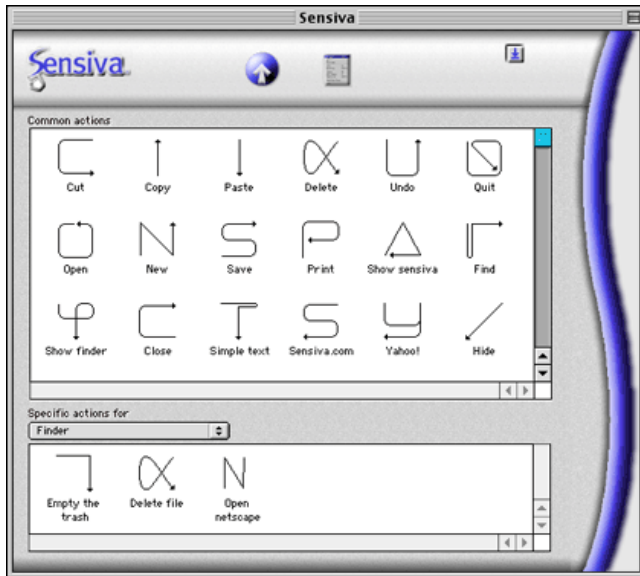 Sensiva
Sensiva
Common actions
Cut Copy Paste Delete Undo Quit
Open New Save Print Show sensiva Find
Show finder Close Simple text Sensiva.com Yahoo! Hide
Specific actions for
Finder
Empty the Delete file Open
trash netscape